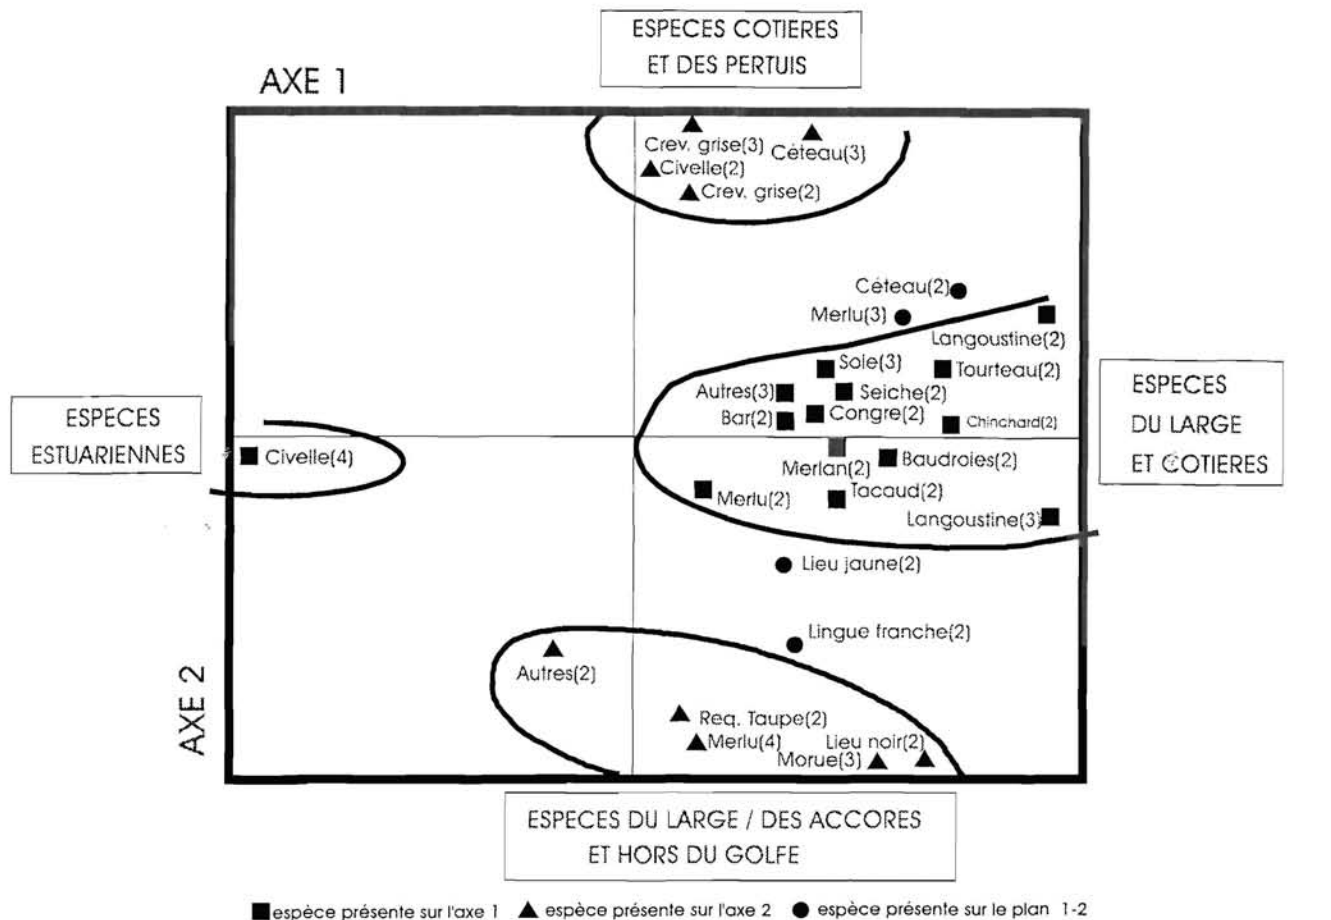 ESPECES COTIERES
ET DES PERTUIS
AXE 1
Crev. grise(3)
Céteau(3)
Civelle(2)
Crev. grise(2)
Céteau(2)
Merlu(3)
Langoustine(2)
Sole(3)
Tourteau(2)
Autres(3)
Seiche(2)
Bar(2)
Congre(2)
Chinchard(2)
ESPECES
DU LARGE
ET COTIERES
ESPECES
ESTUARIENNES
Civelle(4)
Merlan(2)
Baudroies(2)
Merlu(2)
Tacaud(2)
Langoustine(3)
Lieu jaune(2)
Lingue franche(2)
Autres(2)
AXE 2
Req. Taupe(2)
Merlu(4)
Lieu noir(2)
Morue(3)
ESPECES DU LARGE / DES ACCORES
ET HORS DU GOLFE
espèce présente sur l'axe 1
espèce présente sur l'axe 2
espèce présente sur le plan 1-2